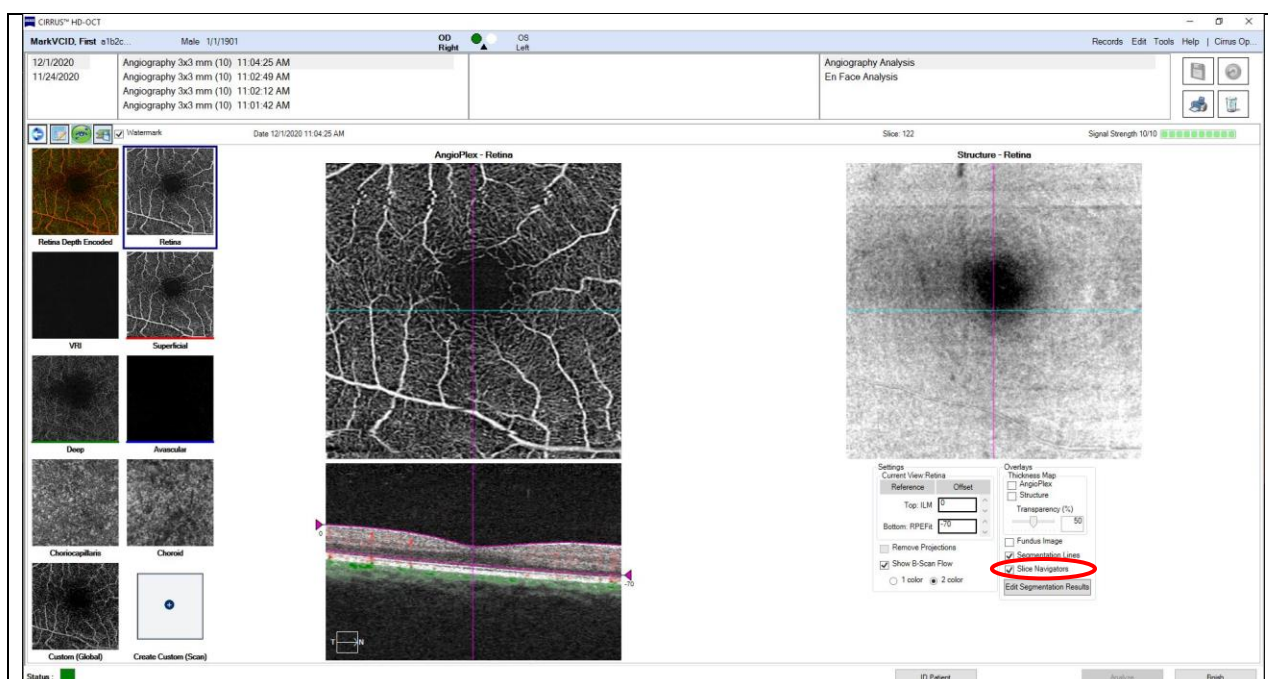 CIRRUS™ HD-OCT
MarkVCID, First a1b2c... Male 1/1/1901 OD Right OS Left Records Edit Tools Help | Cirrus Op...
12/1/2020 Angiography 3x3 mm (10) 11:04:25 AM Angiography Analysis
11/24/2020 Angiography 3x3 mm (10) 11:02:49 AM En Face Analysis
Angiography 3x3 mm (10) 11:02:12 AM
Angiography 3x3 mm (10) 11:01:42 AM
Watermark Date 12/1/2020 11:04:25 AM Slice: 122 Signal Strength 10/10
AngioPlex - Retina Structure - Retina
Retina Depth Encoded Retina
VRI Superficial
Deep Avascular
Choriocapillaris Choroid
Custom (Global) Create Custom (Scan)
0
-70
T N
Settings
Current View:Retina
Reference Offset
Top: ILM 0
Bottom: RPEFit -70
Remove Projections
Show B-Scan Flow
1 color 2 color
Overlays
Thickness Map
AngioPlex
Structure
Transparency (%)
50
Fundus Image
Segmentation Lines
Slice Navigators
Edit Segmentation Results
Status : ID Patient Analyze Finish